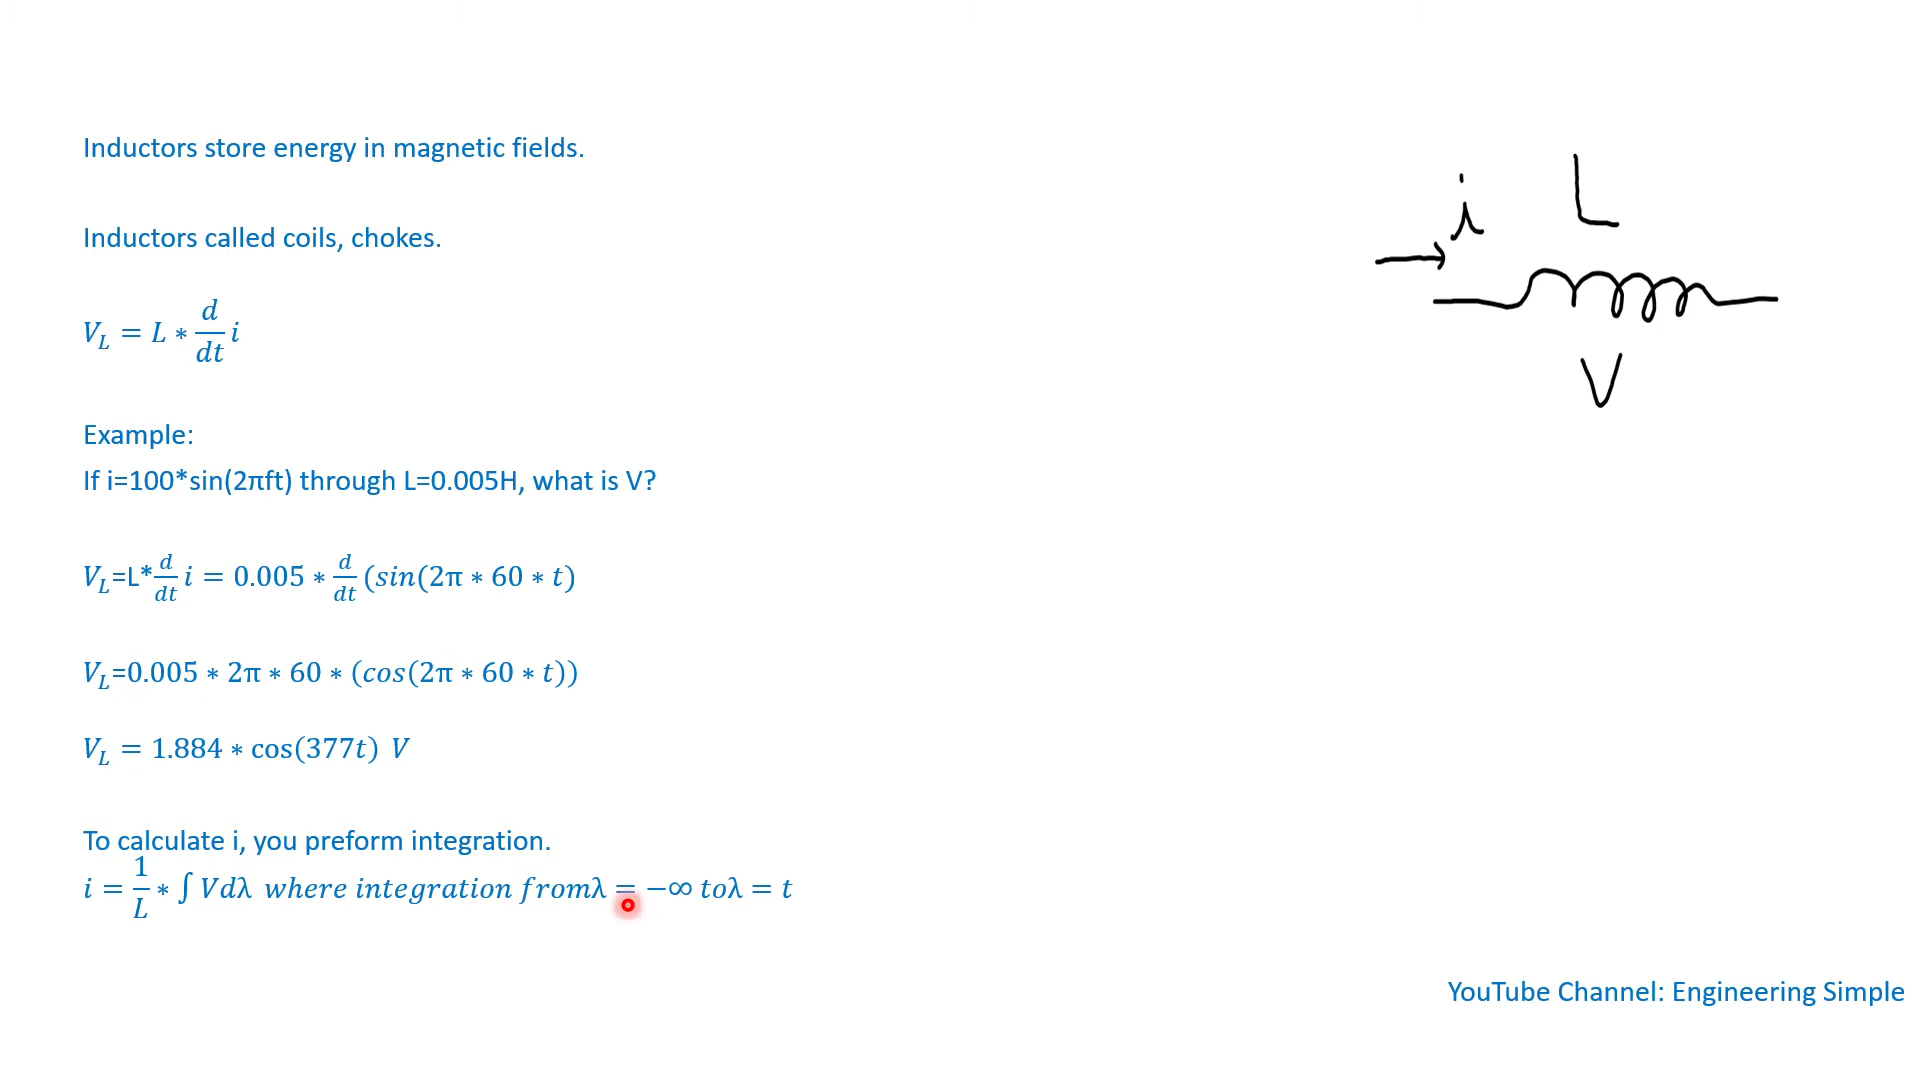 Inductors store energy in magnetic fields.
i
L
Inductors called coils, chokes.
V_L = L * d/dt i
V
Example:
If i=100*sin(2πft) through L=0.005H, what is V?
V_L=L*d/dt i = 0.005 * d/dt (sin(2π * 60 * t)
V_L=0.005 * 2π * 60 * (cos(2π * 60 * t))
V_L = 1.884 * cos(377t) V
To calculate i, you preform integration.
i = 1/L * ∫ Vdλ where integration fromλ = −∞ toλ = t
YouTube Channel: Engineering Simple